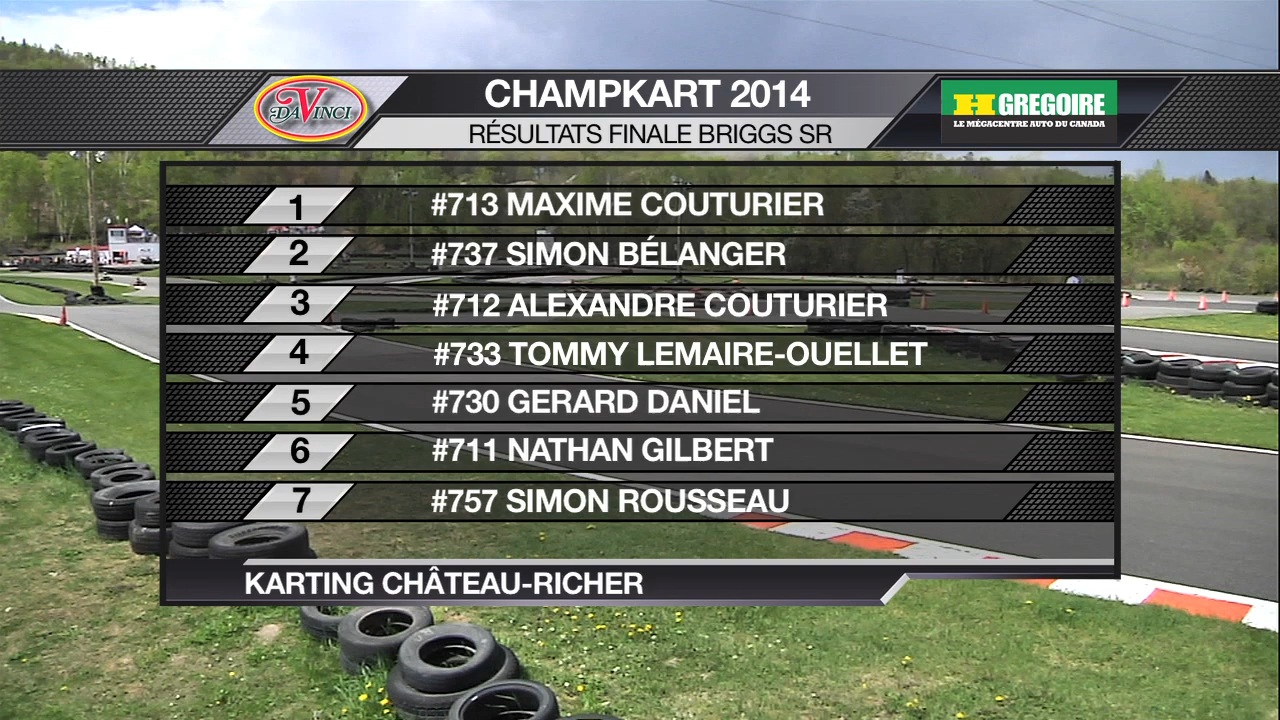 DAVINCI
CHAMPKART 2014
RÉSULTATS FINALE BRIGGS SR
H GREGOIRE
LE MÉGACENTRE AUTO DU CANADA
1 #713 MAXIME COUTURIER
2 #737 SIMON BÉLANGER
3 #712 ALEXANDRE COUTURIER
4 #733 TOMMY LEMAIRE-OUELLET
5 #730 GERARD DANIEL
6 #711 NATHAN GILBERT
7 #757 SIMON ROUSSEAU
KARTING CHÂTEAU-RICHER